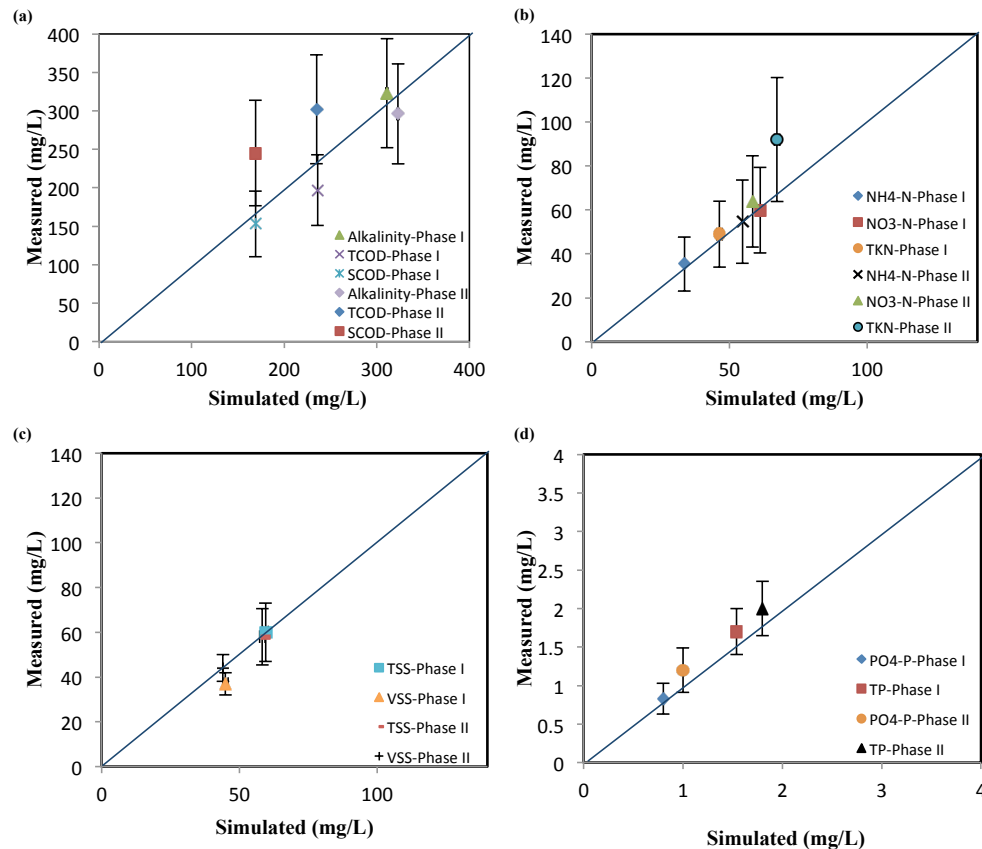 (a)
400
350
300
250
200
150
100
50
0
Measured (mg/L)
Alkalinity-Phase I
TCOD-Phase I
SCOD-Phase I
Alkalinity-Phase II
TCOD-Phase II
SCOD-Phase II
0 100 200 300 400
Simulated (mg/L)
(b)
140
120
100
80
60
40
20
0
Measured (mg/L)
NH4-N-Phase I
NO3-N-Phase I
TKN-Phase I
NH4-N-Phase II
NO3-N-Phase II
TKN-Phase II
0 50 100
Simulated (mg/L)
(c)
140
120
100
80
60
40
20
0
Measured (mg/L)
TSS-Phase I
VSS-Phase I
TSS-Phase II
VSS-Phase II
0 50 100
Simulated (mg/L)
(d)
4
3.5
3
2.5
2
1.5
1
0.5
0
Measured (mg/L)
PO4-P-Phase I
TP-Phase I
PO4-P-Phase II
TP-Phase II
0 1 2 3 4
Simulated (mg/L)